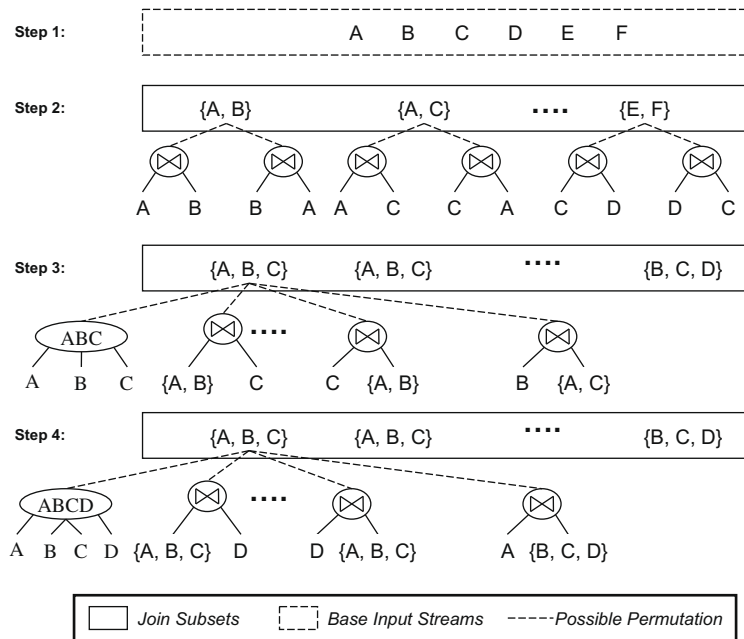 Step 1: A B C D E F
Step 2: {A, B} {A, C} .... {E, F}
A B B A A C C A C D D C
Step 3: {A, B, C} {A, B, C} .... {B, C, D}
ABC ....
A B C {A, B} C C {A, B} B {A, C}
Step 4: {A, B, C} {A, B, C} .... {B, C, D}
ABCD ....
A B C D {A, B, C} D D {A, B, C} A {B, C, D}
Join Subsets Base Input Streams Possible Permutation